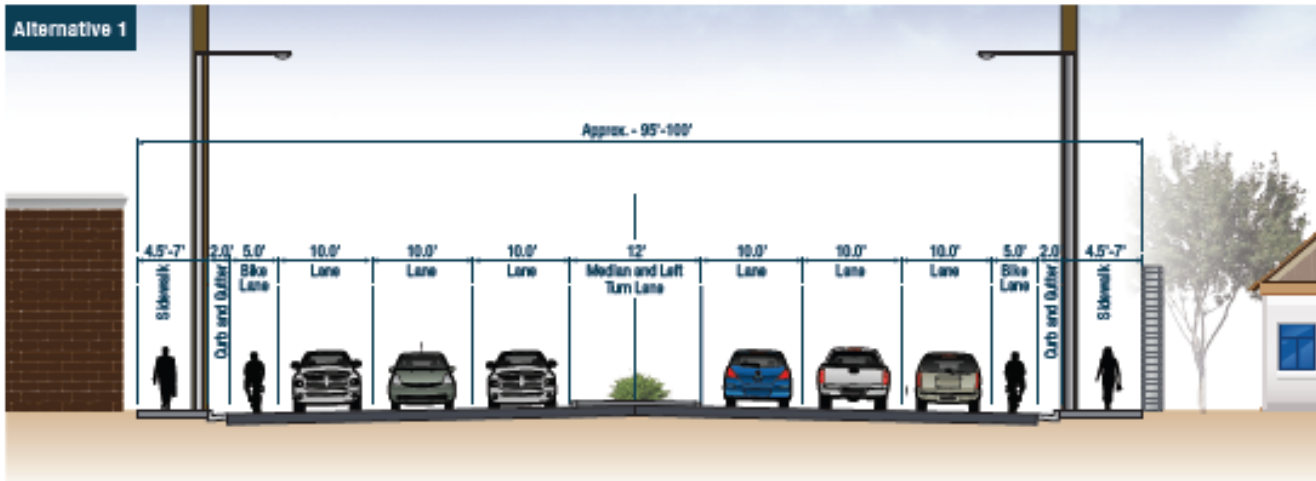 Alternative 1
Approx. - 95'-100'
4.5'-7' 2.0' 5.0' 10.0' 10.0' 10.0' 12' 10.0' 10.0' 10.0' 5.0' 2.0 4.5'-7'
Sidewalk
Curb and Gutter
Bike
Lane
Lane
Lane
Lane
Median and Left
Turn Lane
Lane
Lane
Lane
Bike
Lane
Curb and Gutter
Sidewalk